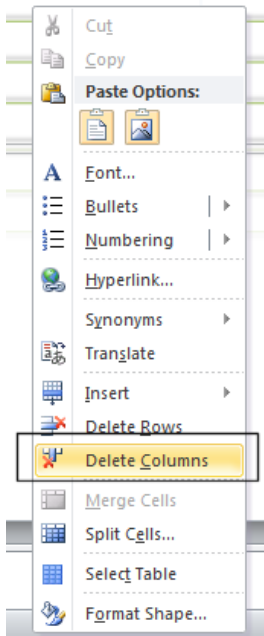 Cut
Copy
Paste Options:
Font...
Bullets
Numbering
Hyperlink...
Synonyms
Translate
Insert
Delete Rows
Delete Columns
Merge Cells
Split Cells...
Select Table
Format Shape...